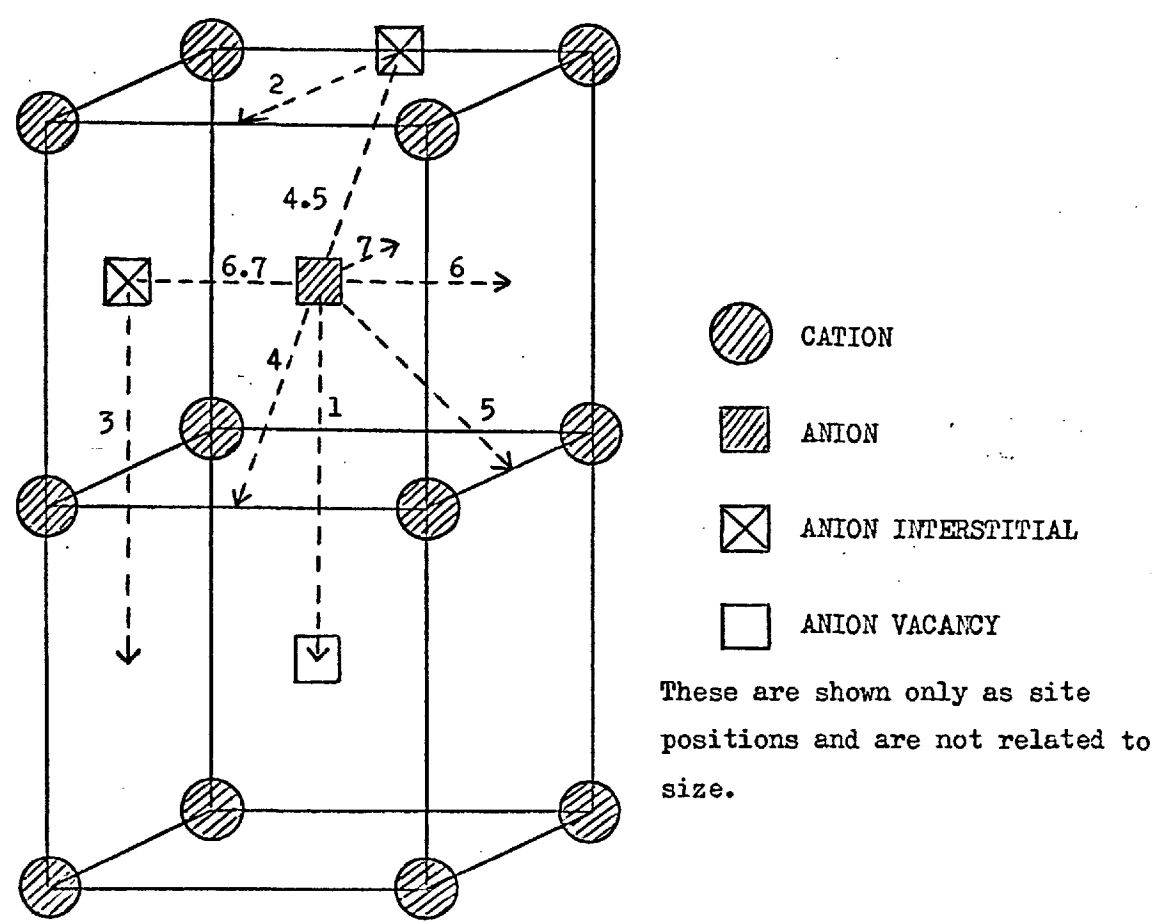 2
4.5
7
6.7
6
4
1
5
3
CATION
ANION
ANION INTERSTITIAL
ANION VACANCY
These are shown only as site
positions and are not related to
size.